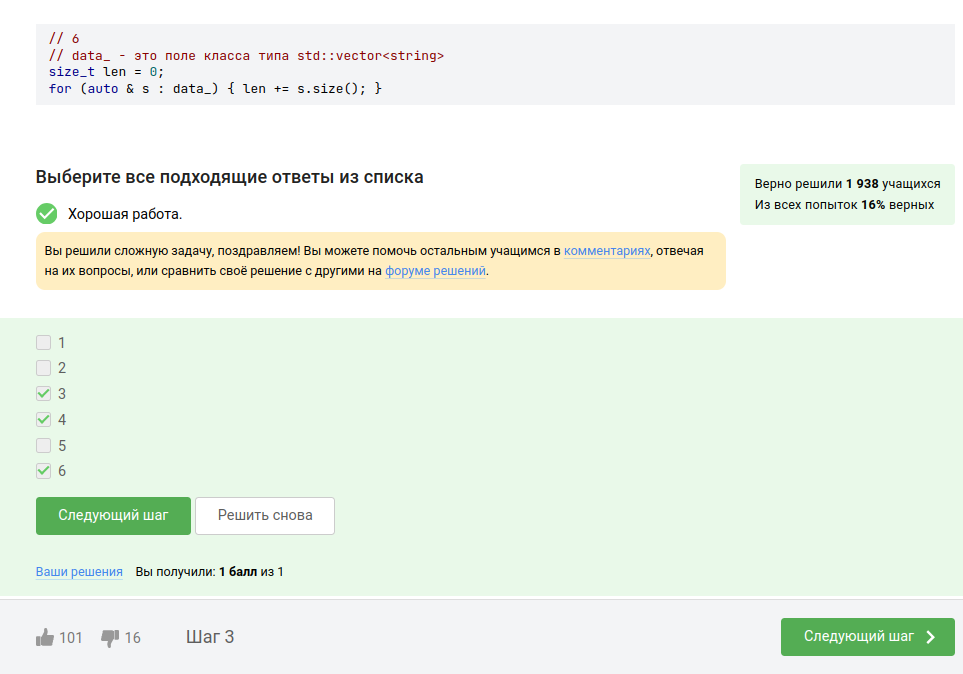 // 6
// data_ - это поле класса типа std::vector<string>
size_t len = 0;
for (auto & s : data_) { len += s.size(); }
Выберите все подходящие ответы из списка
Верно решили 1 938 учащихся
Из всех попыток 16% верных
Хорошая работа.
Вы решили сложную задачу, поздравляем! Вы можете помочь остальным учащимся в комментариях, отвечая
на их вопросы, или сравнить своё решение с другими на форуме решений.
1
2
3
4
5
6
Следующий шаг
Решить снова
Ваши решения
Вы получили: 1 балл из 1
101
16
Шаг 3
Следующий шаг